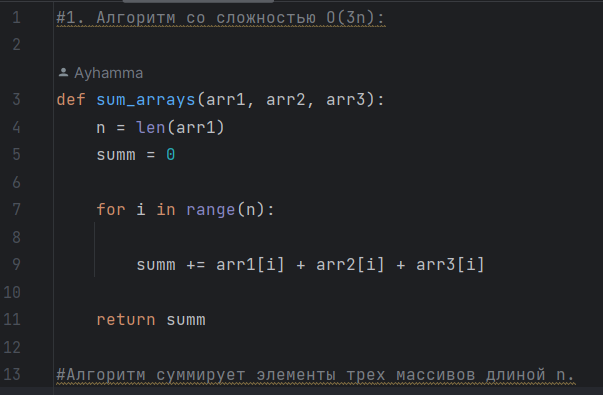 1 #1. Алгоритм со сложностью O(3n):
2
Ayhamma
3 def sum_arrays(arr1, arr2, arr3):
4 n = len(arr1)
5 summ = 0
6
7 for i in range(n):
8
9 summ += arr1[i] + arr2[i] + arr3[i]
10
11 return summ
12
13 #Алгоритм суммирует элементы трех массивов длиной n.